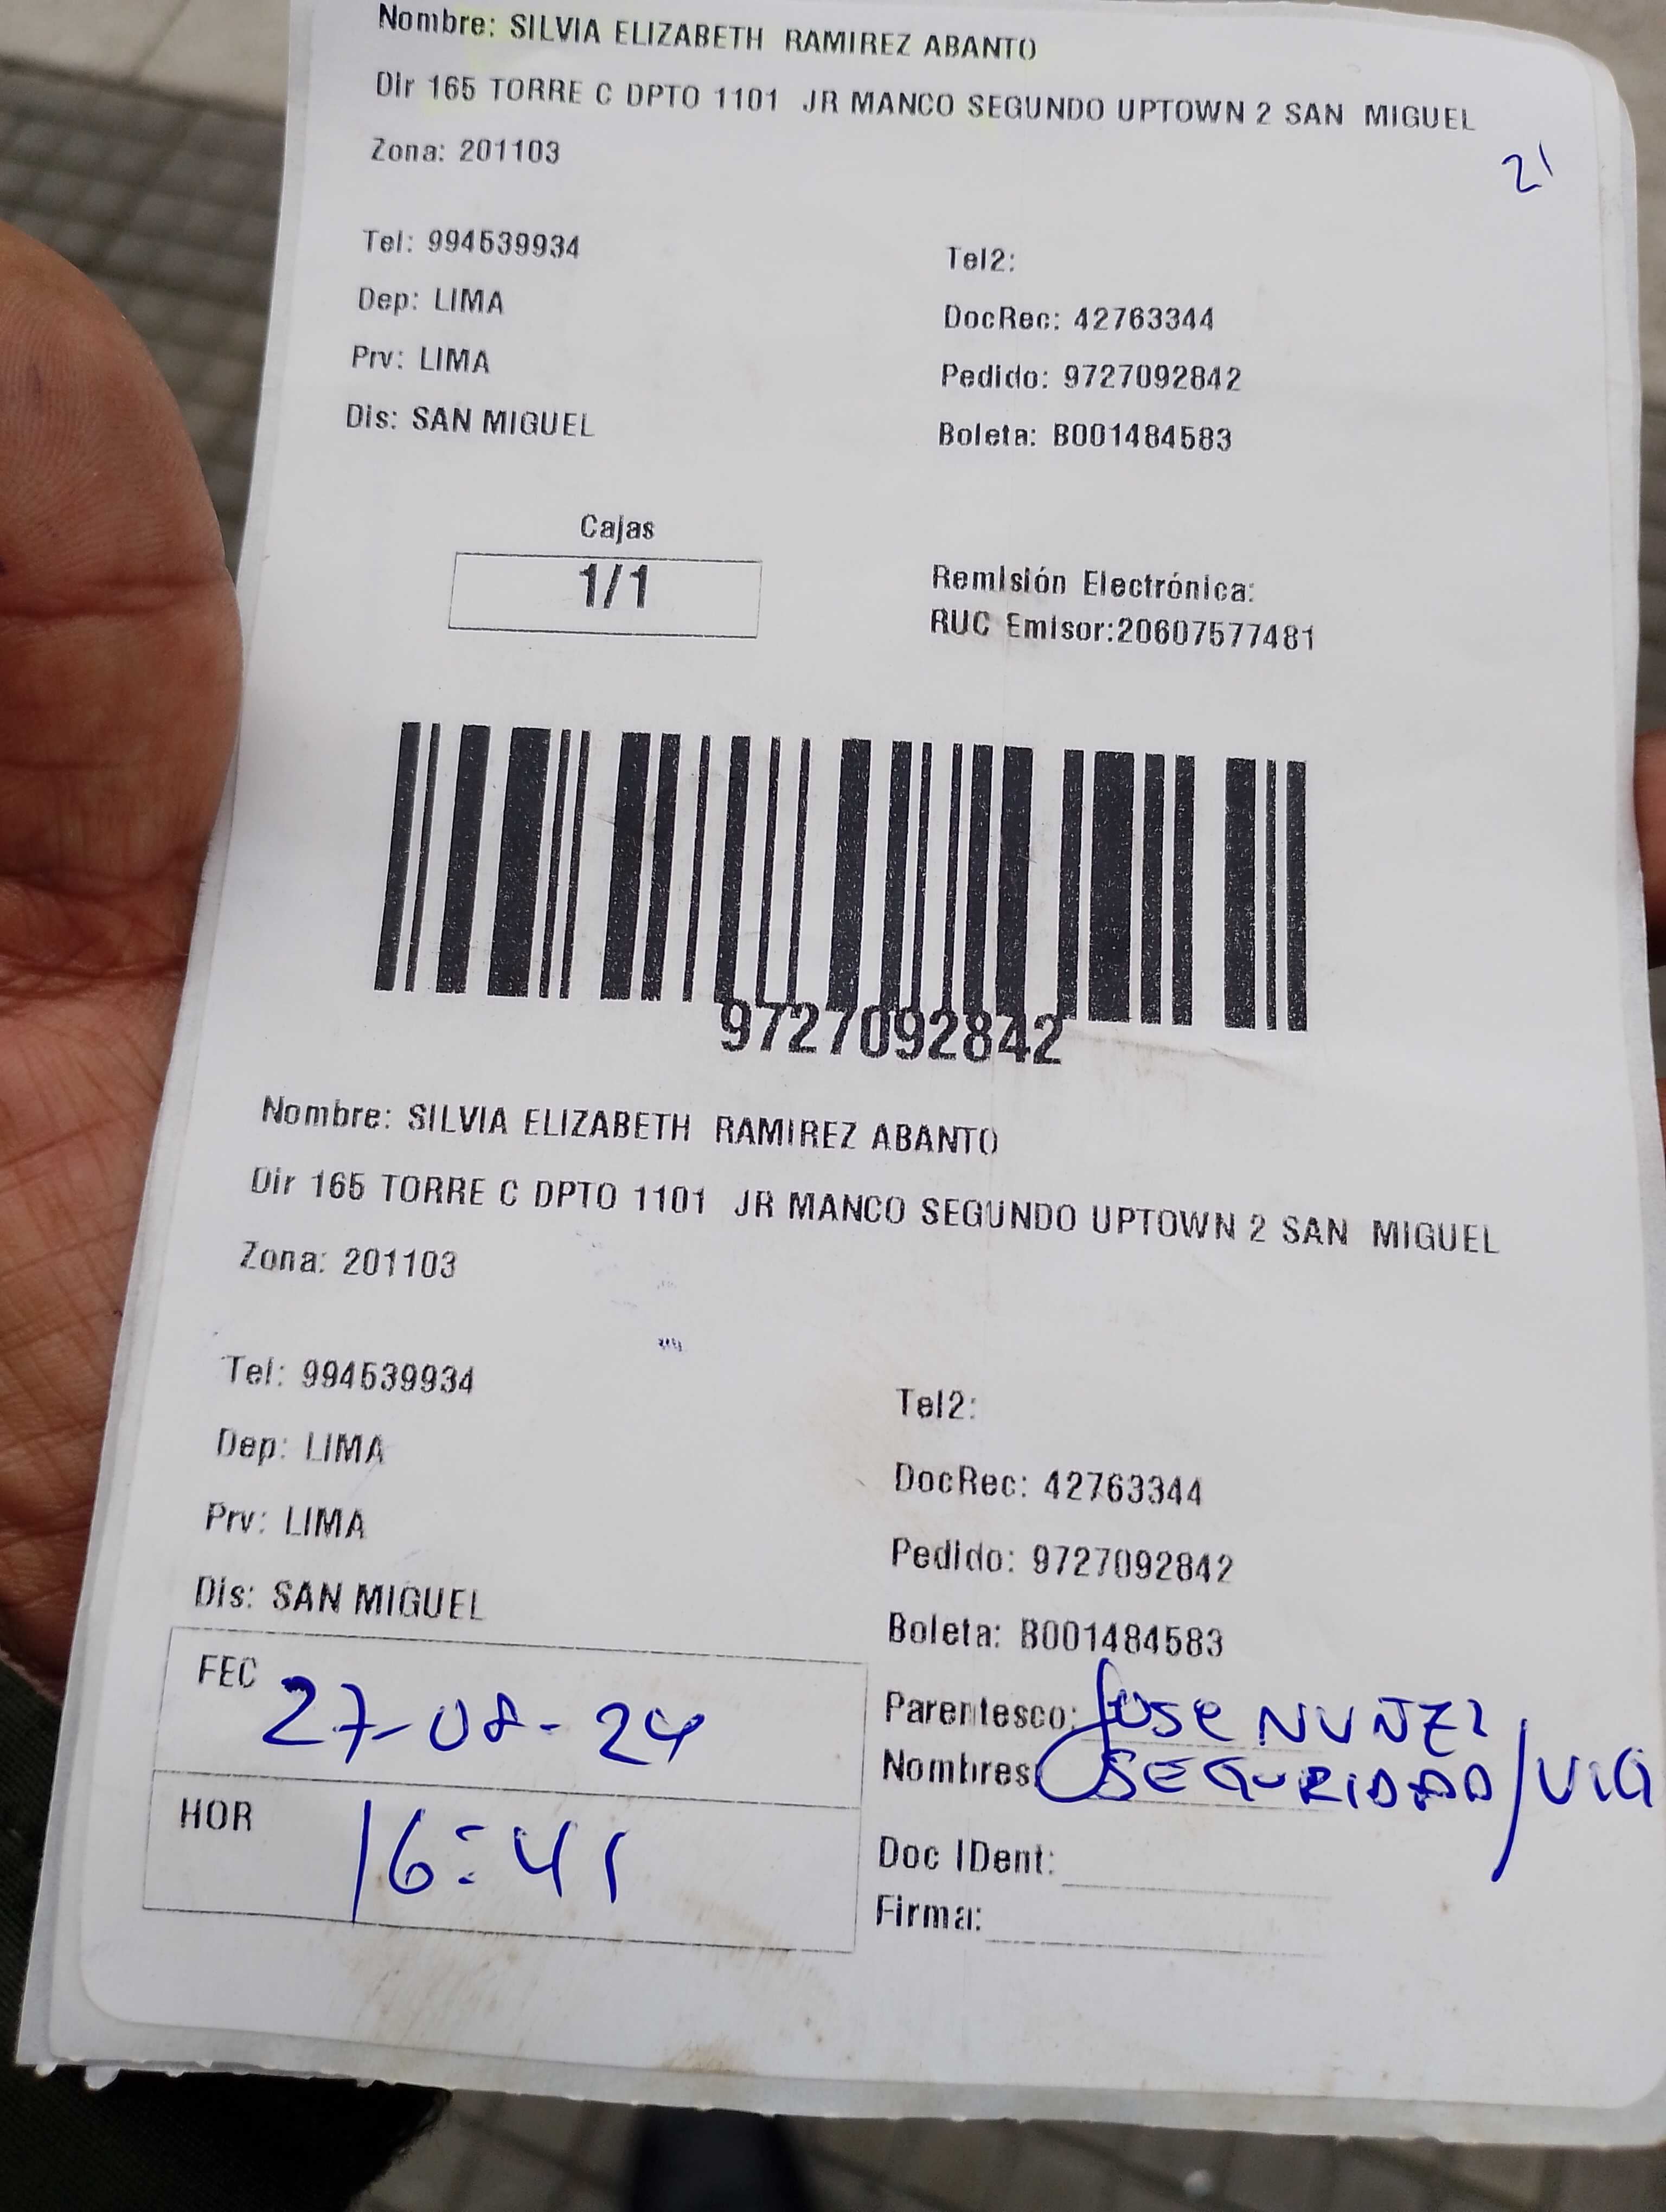 Nombre: SILVIA ELIZABETH RAMIREZ ABANTO
Dir 165 TORRE C DPTO 1101 JR MANCO SEGUNDO UPTOWN 2 SAN MIGUEL
21
Zona: 201103
Tel: 994539934
Tel2:
Dep: LIMA
DocRec: 42763344
Prv: LIMA
Pedido: 9727092842
Dis: SAN MIGUEL
Boleta: B001484583
Cajas
1/1
Remisión Electrónica:
RUC Emisor:20607577481
9727092842
Nombre: SILVIA ELIZABETH RAMIREZ ABANTO
Dir 165 TORRE C DPTO 1101 JR MANCO SEGUNDO UPTOWN 2 SAN MIGUEL
Zona: 201103
Tel: 994539934
Tel2:
Dep: LIMA
DocRec: 42763344
Prv: LIMA
Pedido: 9727092842
Dis: SAN MIGUEL
Boleta: B001484583
FEC 27-08-24
Parentesco: JOSE NUÑEZ
Nombres: SEGURIDAD/VIG
HOR 16:41
Doc IDent:
Firma: